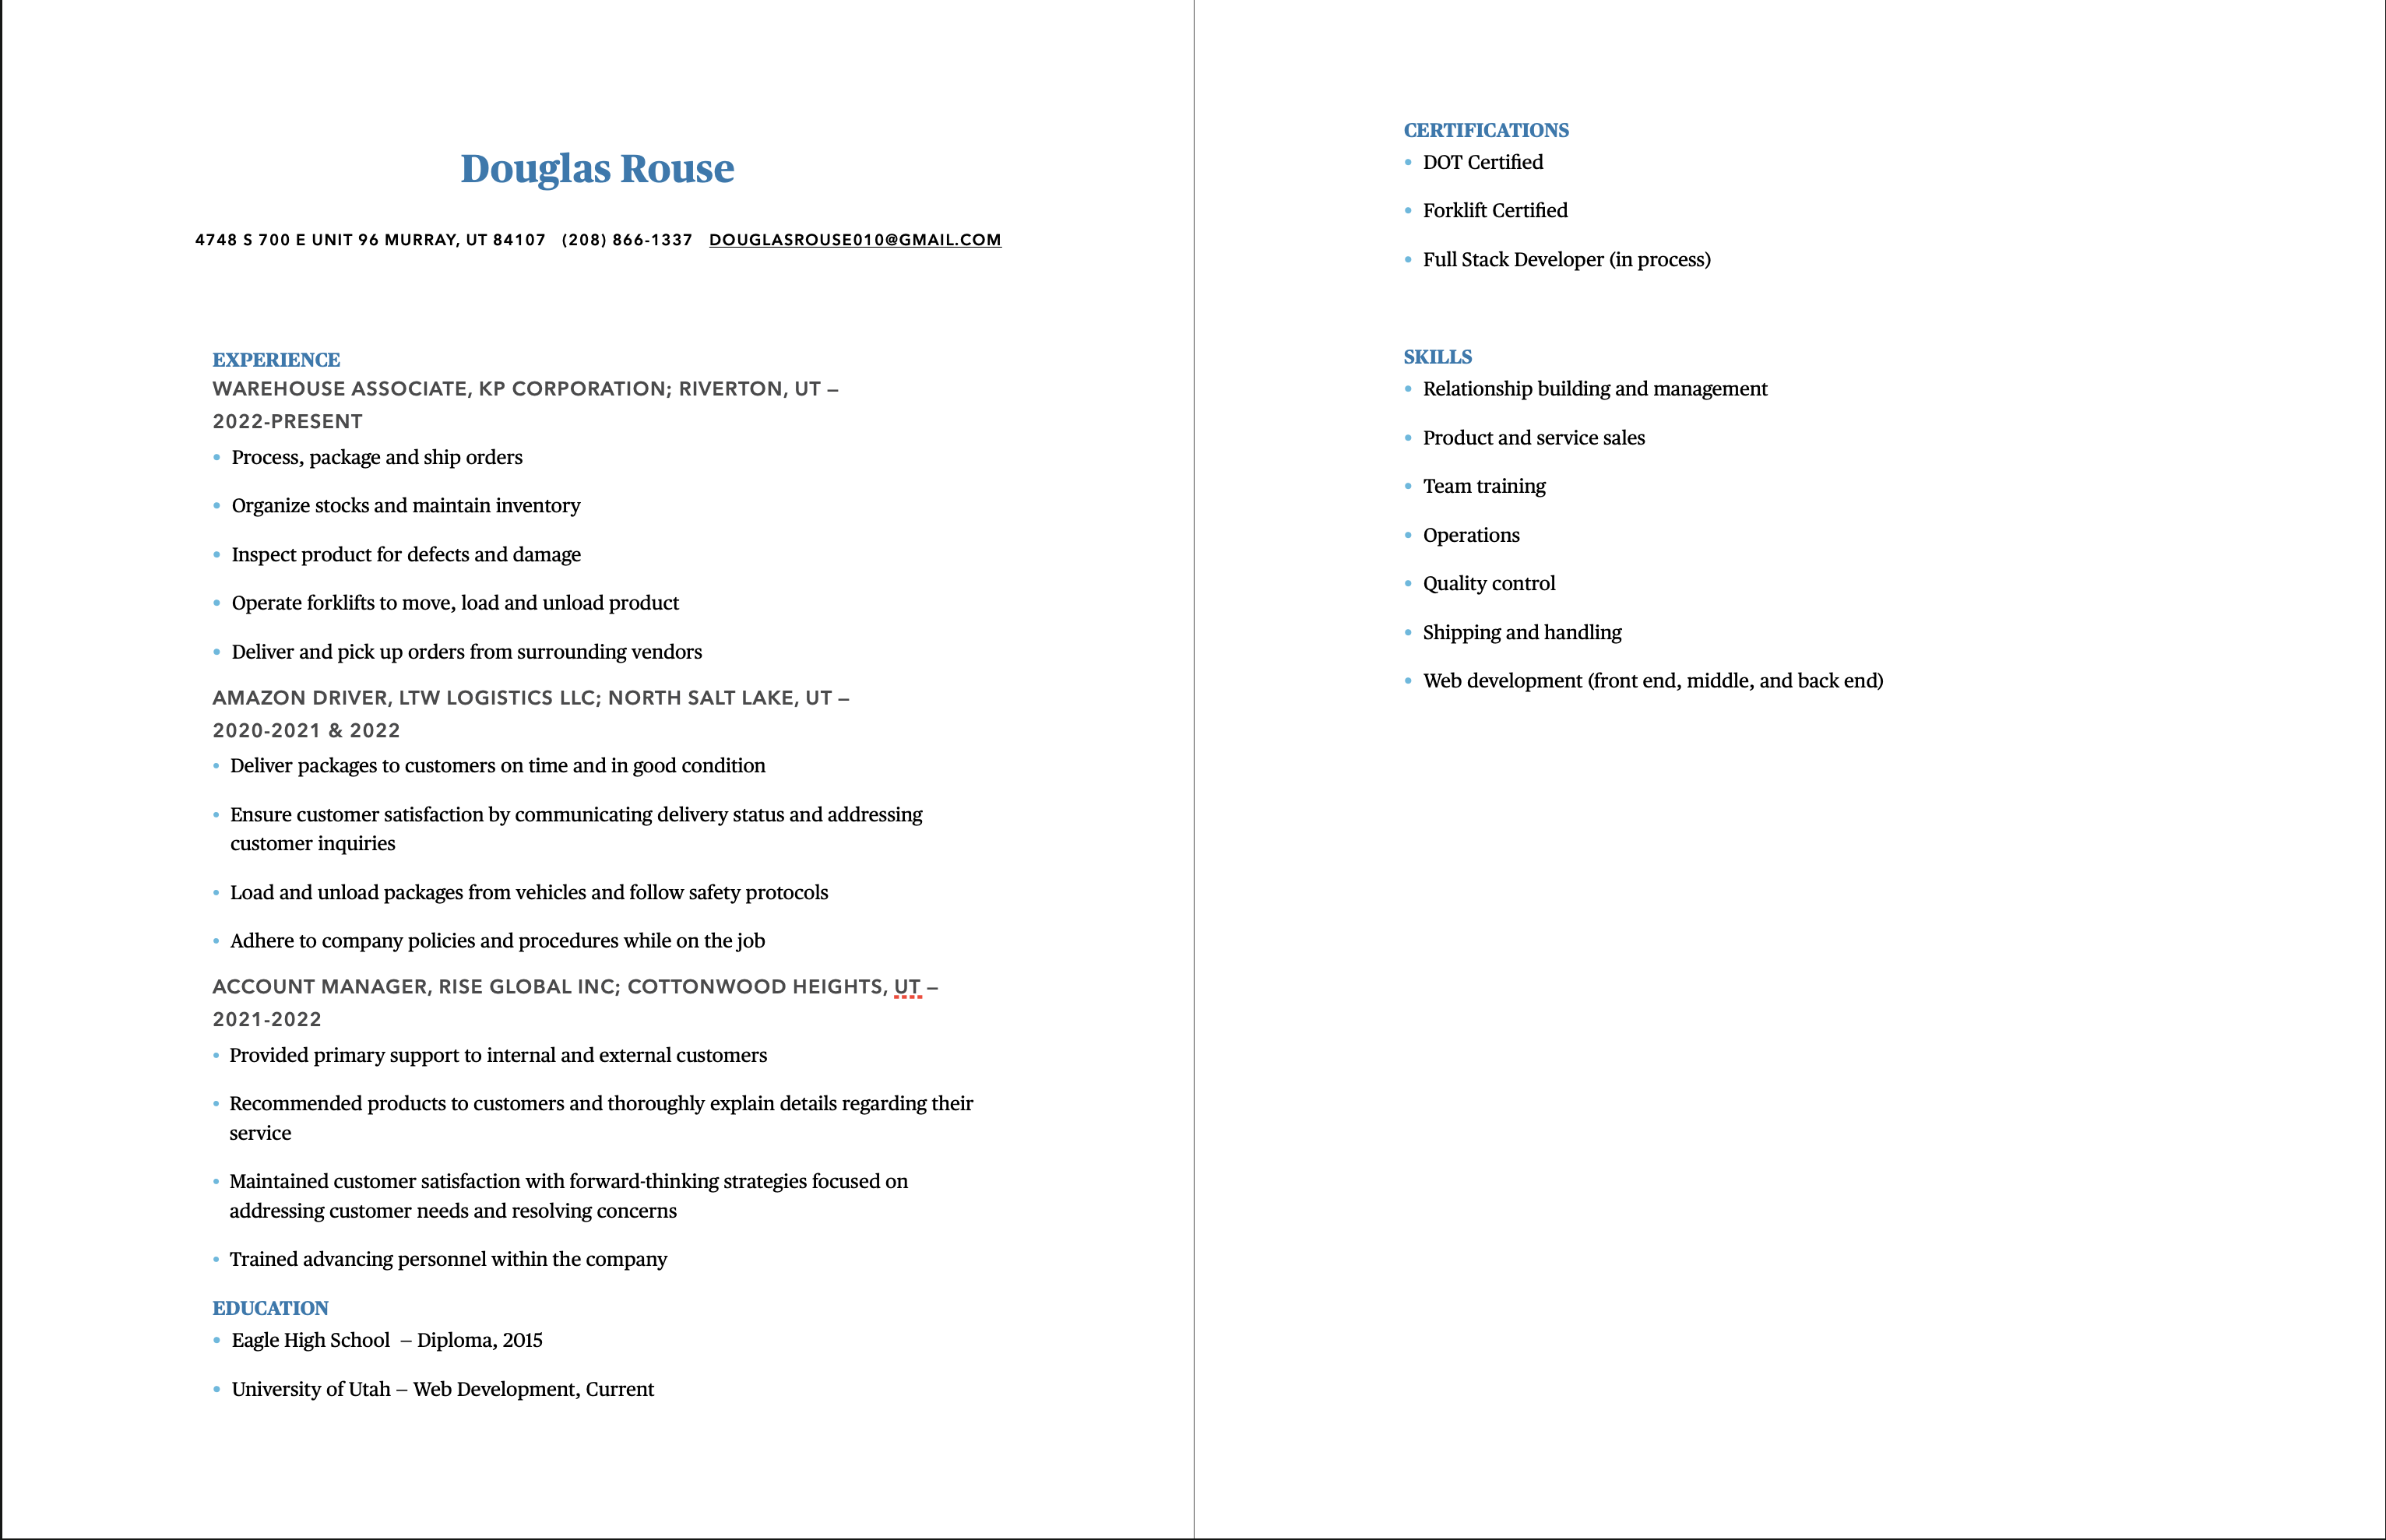 Douglas Rouse
4748 S 700 E UNIT 96 MURRAY, UT 84107 (208) 866-1337 DOUGLASROUSE010@GMAIL.COM
EXPERIENCE
WAREHOUSE ASSOCIATE, KP CORPORATION; RIVERTON, UT –
2022-PRESENT
• Process, package and ship orders
• Organize stocks and maintain inventory
• Inspect product for defects and damage
• Operate forklifts to move, load and unload product
• Deliver and pick up orders from surrounding vendors
AMAZON DRIVER, LTW LOGISTICS LLC; NORTH SALT LAKE, UT –
2020-2021 & 2022
• Deliver packages to customers on time and in good condition
• Ensure customer satisfaction by communicating delivery status and addressing
customer inquiries
• Load and unload packages from vehicles and follow safety protocols
• Adhere to company policies and procedures while on the job
ACCOUNT MANAGER, RISE GLOBAL INC; COTTONWOOD HEIGHTS, UT –
2021-2022
• Provided primary support to internal and external customers
• Recommended products to customers and thoroughly explain details regarding their
service
• Maintained customer satisfaction with forward-thinking strategies focused on
addressing customer needs and resolving concerns
• Trained advancing personnel within the company
EDUCATION
• Eagle High School – Diploma, 2015
• University of Utah – Web Development, Current
CERTIFICATIONS
• DOT Certified
• Forklift Certified
• Full Stack Developer (in process)
SKILLS
• Relationship building and management
• Product and service sales
• Team training
• Operations
• Quality control
• Shipping and handling
• Web development (front end, middle, and back end)